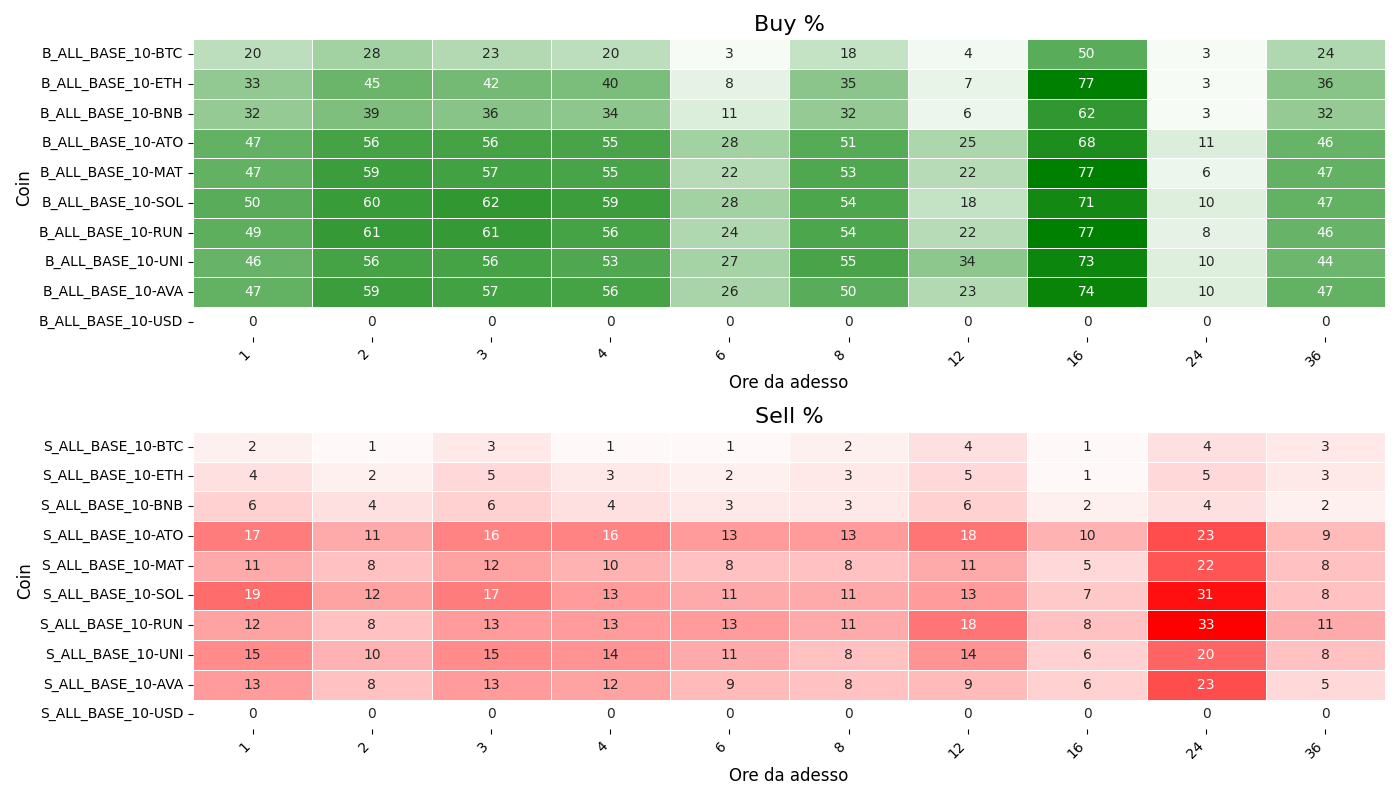 Buy %
Coin
B_ALL_BASE_10-BTC 20 28 23 20 3 18 4 50 3 24
B_ALL_BASE_10-ETH 33 45 42 40 8 35 7 77 3 36
B_ALL_BASE_10-BNB 32 39 36 34 11 32 6 62 3 32
B_ALL_BASE_10-ATO 47 56 56 55 28 51 25 68 11 46
B_ALL_BASE_10-MAT 47 59 57 55 22 53 22 77 6 47
B_ALL_BASE_10-SOL 50 60 62 59 28 54 18 71 10 47
B_ALL_BASE_10-RUN 49 61 61 56 24 54 22 77 8 46
B_ALL_BASE_10-UNI 46 56 56 53 27 55 34 73 10 44
B_ALL_BASE_10-AVA 47 59 57 56 26 50 23 74 10 47
B_ALL_BASE_10-USD 0 0 0 0 0 0 0 0 0 0
1 2 3 4 6 8 12 16 24 36
Ore da adesso
Sell %
Coin
S_ALL_BASE_10-BTC 2 1 3 1 1 2 4 1 4 3
S_ALL_BASE_10-ETH 4 2 5 3 2 3 5 1 5 3
S_ALL_BASE_10-BNB 6 4 6 4 3 3 6 2 4 2
S_ALL_BASE_10-ATO 17 11 16 16 13 13 18 10 23 9
S_ALL_BASE_10-MAT 11 8 12 10 8 8 11 5 22 8
S_ALL_BASE_10-SOL 19 12 17 13 11 11 13 7 31 8
S_ALL_BASE_10-RUN 12 8 13 13 13 11 18 8 33 11
S_ALL_BASE_10-UNI 15 10 15 14 11 8 14 6 20 8
S_ALL_BASE_10-AVA 13 8 13 12 9 8 9 6 23 5
S_ALL_BASE_10-USD 0 0 0 0 0 0 0 0 0 0
1 2 3 4 6 8 12 16 24 36
Ore da adesso